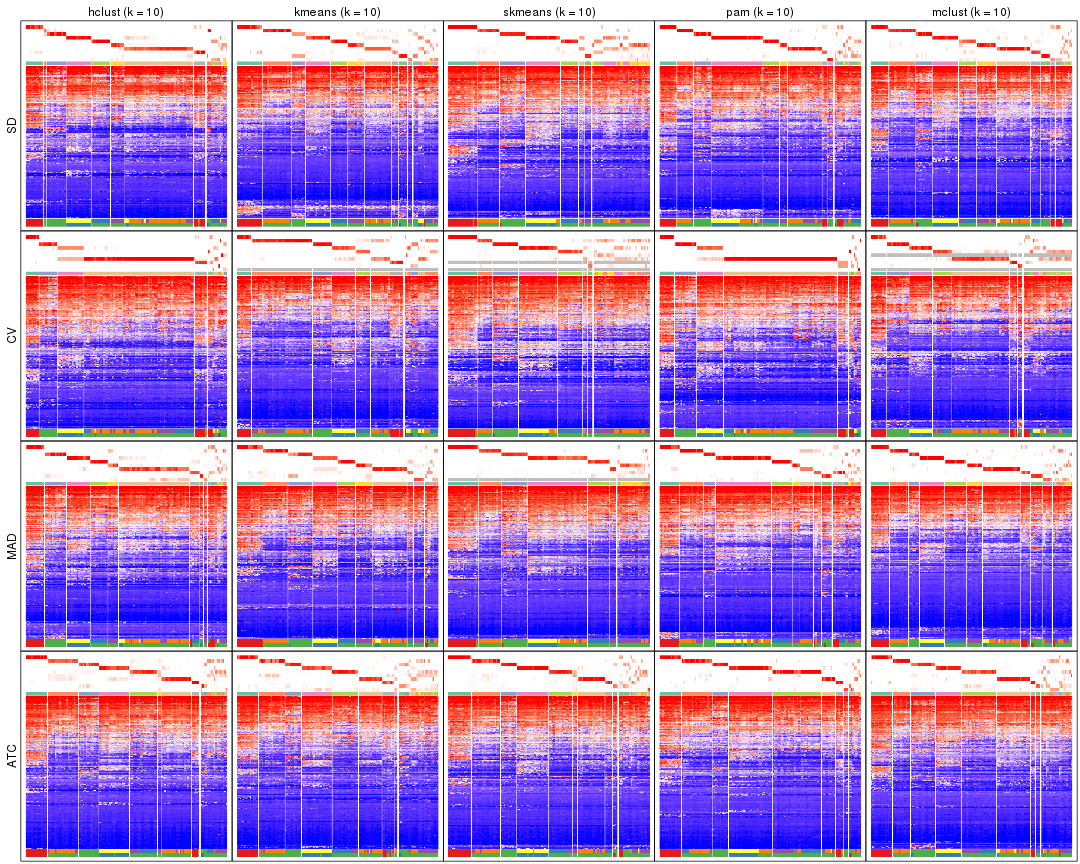 hclust (k = 10)
kmeans (k = 10)
skmeans (k = 10)
pam (k = 10)
mclust (k = 10)
SD
CV
MAD
ATC